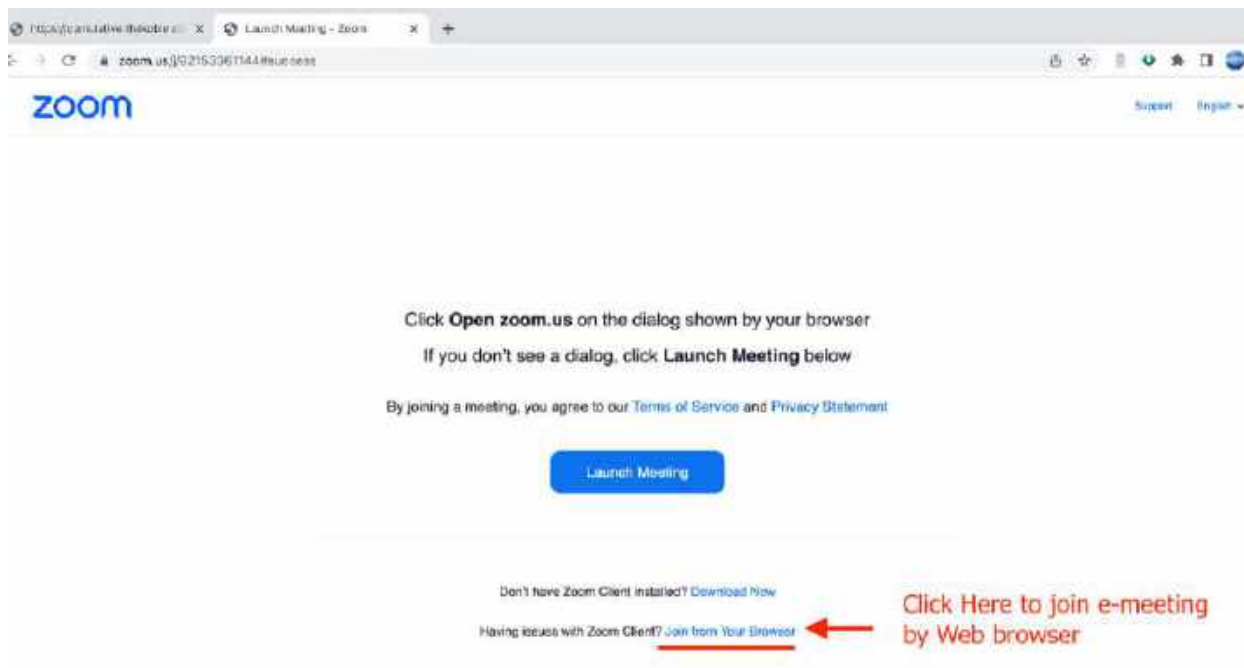 Launch Meeting - Zoom
zoom
Support English
Click Open zoom.us on the dialog shown by your browser
If you don't see a dialog, click Launch Meeting below
By joining a meeting, you agree to our Terms of Service and Privacy Statement
Launch Meeting
Don't have Zoom Client installed? Download Now
Having issues with Zoom Client? Join from Your Browser
Click Here to join e-meeting
by Web browser